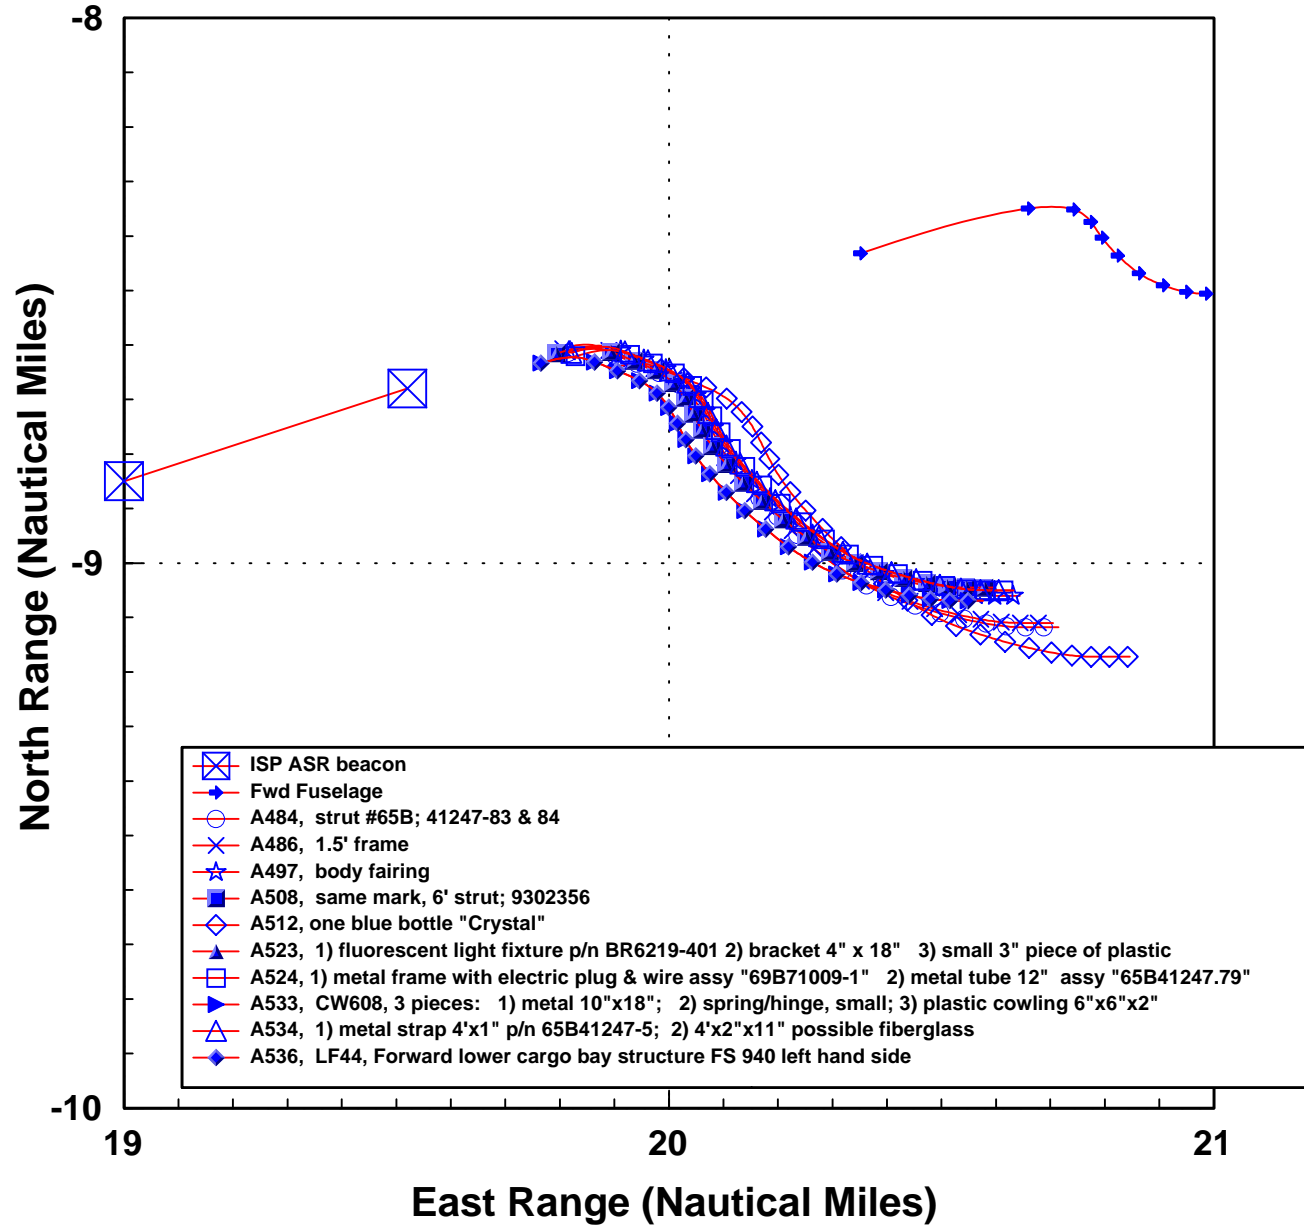 -8
-9
-10
North Range (Nautical Miles)
ISP ASR beacon
Fwd Fuselage
A484, strut #65B; 41247-83 & 84
A486, 1.5' frame
A497, body fairing
A508, same mark, 6' strut; 9302356
A512, one blue bottle "Crystal"
A523, 1) fluorescent light fixture p/n BR6219-401 2) bracket 4" x 18" 3) small 3" piece of plastic
A524, 1) metal frame with electric plug & wire assy "69B71009-1" 2) metal tube 12" assy "65B41247.79"
A533, CW608, 3 pieces: 1) metal 10"x18"; 2) spring/hinge, small; 3) plastic cowling 6"x6"x2"
A534, 1) metal strap 4'x1" p/n 65B41247-5; 2) 4'x2"x11" possible fiberglass
A536, LF44, Forward lower cargo bay structure FS 940 left hand side
19 20 21
East Range (Nautical Miles)